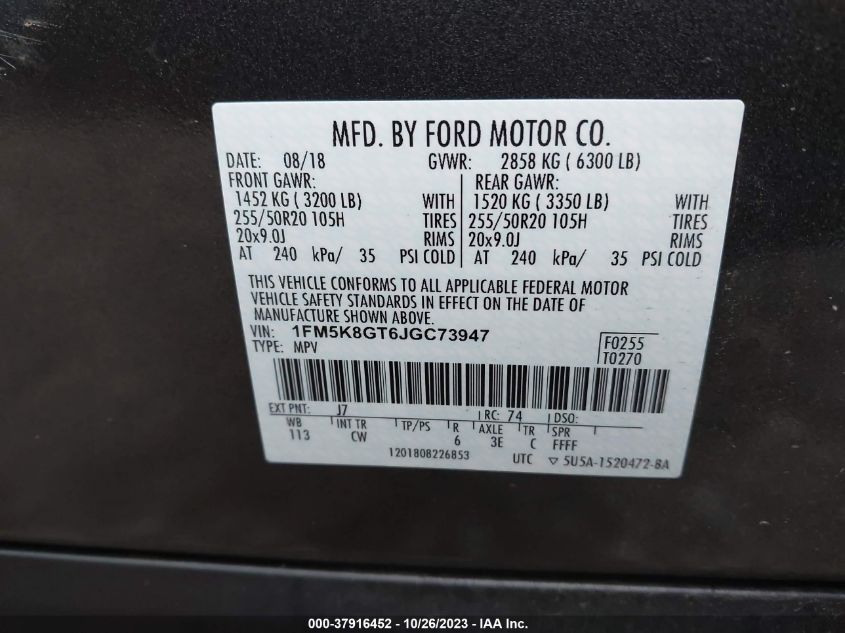 MFD. BY FORD MOTOR CO.
DATE: 08/18 GVWR: 2858 KG ( 6300 LB)
FRONT GAWR: REAR GAWR:
1452 KG ( 3200 LB) WITH 1520 KG ( 3350 LB) WITH
255/50R20 105H TIRES 255/50R20 105H TIRES
20x9.0J RIMS 20x9.0J RIMS
AT 240 kPa/ 35 PSI COLD AT 240 kPa/ 35 PSI COLD
THIS VEHICLE CONFORMS TO ALL APPLICABLE FEDERAL MOTOR
VEHICLE SAFETY STANDARDS IN EFFECT ON THE DATE OF
MANUFACTURE SHOWN ABOVE.
VIN: 1FM5K8GT6JGC73947 F0255
TYPE: MPV T0270
EXT PNT: J7 RC: 74 DSO:
WB INT TR TP/PS R AXLE TR SPR
113 CW 6 3E C FFFF
1201808226853 UTC ▽ 5U5A-1520472-BA
000-37916452 | 10/26/2023 | IAA Inc.